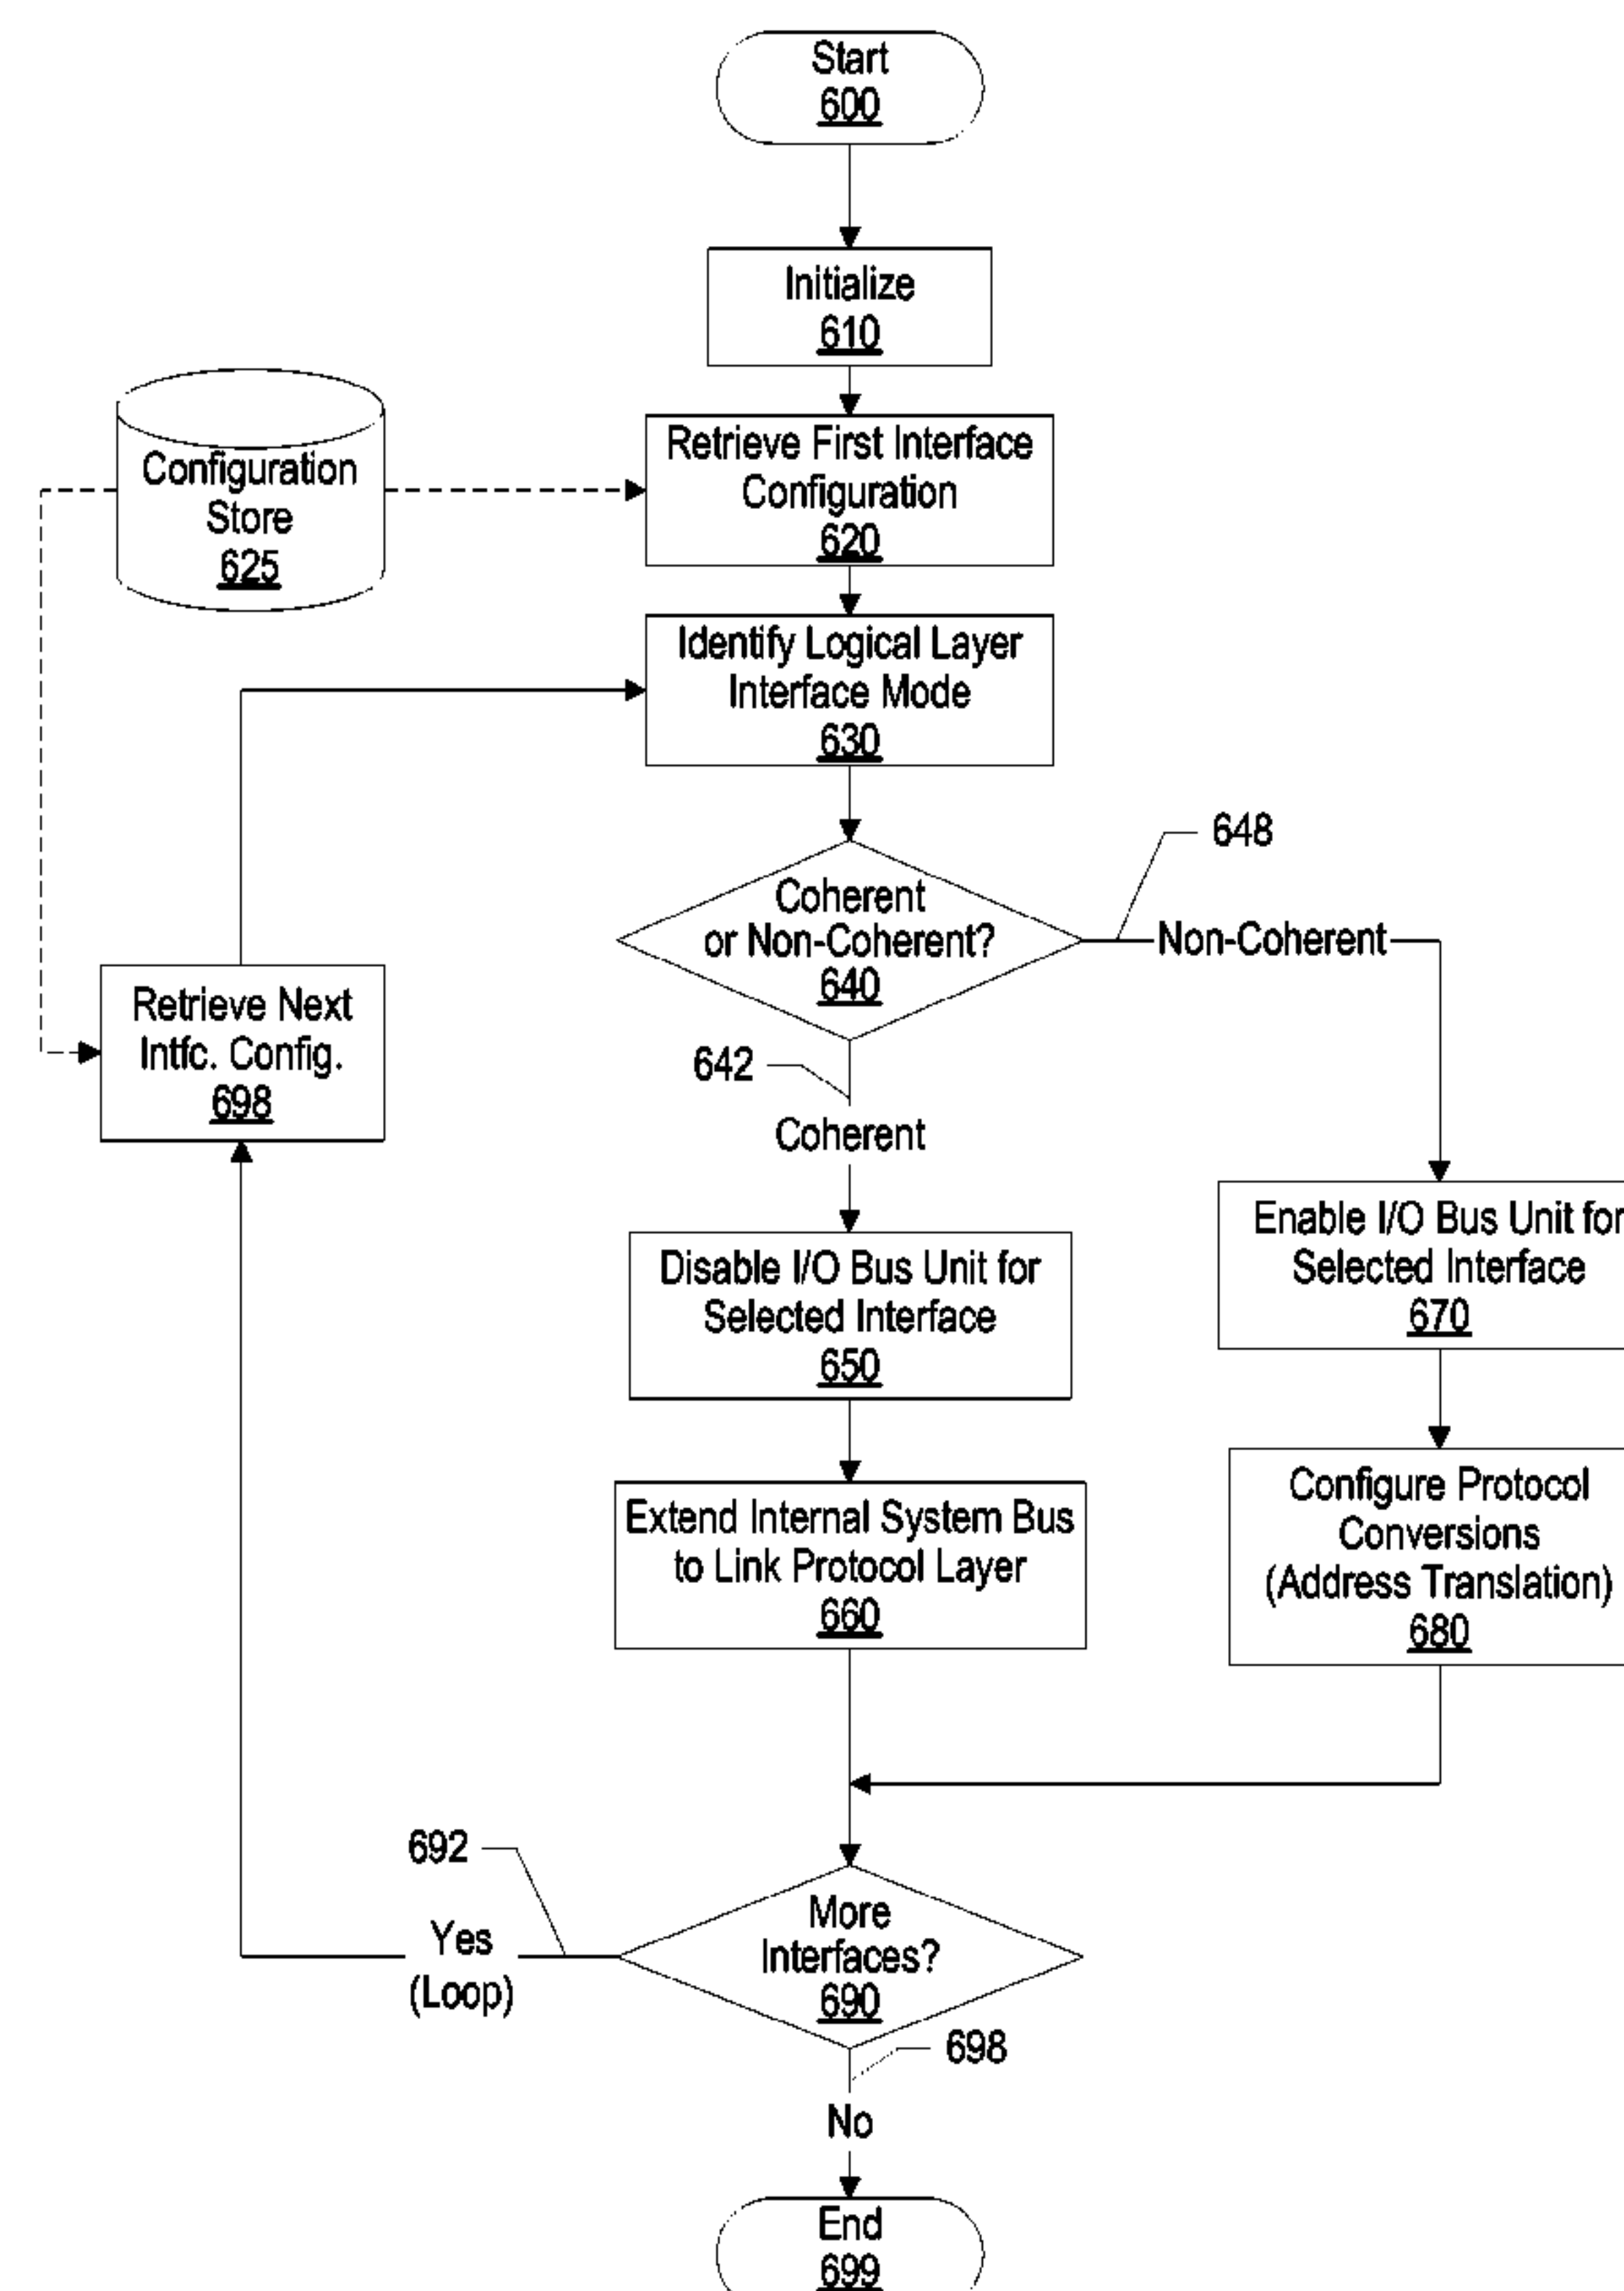 Start
600
Initialize
610
Configuration
Store
625
Retrieve First Interface
Configuration
620
Identify Logical Layer
Interface Mode
630
648
Coherent
or Non-Coherent?
640
Non-Coherent
Retrieve Next
Intfc. Config.
698
642
Coherent
Disable I/O Bus Unit for
Selected Interface
650
Enable I/O Bus Unit for
Selected Interface
670
Extend Internal System Bus
to Link Protocol Layer
660
Configure Protocol
Conversions
(Address Translation)
680
692
Yes
(Loop)
More
Interfaces?
690
698
No
End
699